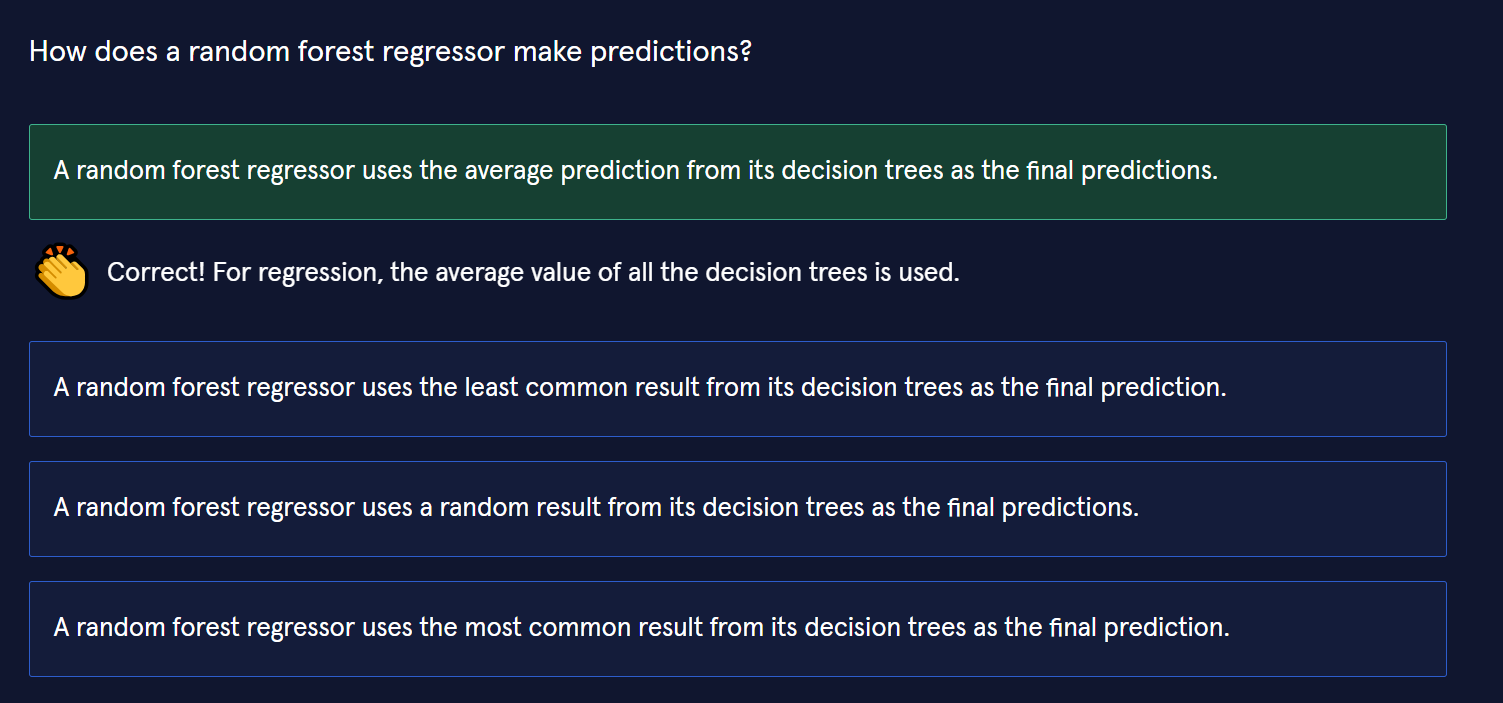 How does a random forest regressor make predictions?
A random forest regressor uses the average prediction from its decision trees as the final predictions.
Correct! For regression, the average value of all the decision trees is used.
A random forest regressor uses the least common result from its decision trees as the final prediction.
A random forest regressor uses a random result from its decision trees as the final predictions.
A random forest regressor uses the most common result from its decision trees as the final prediction.